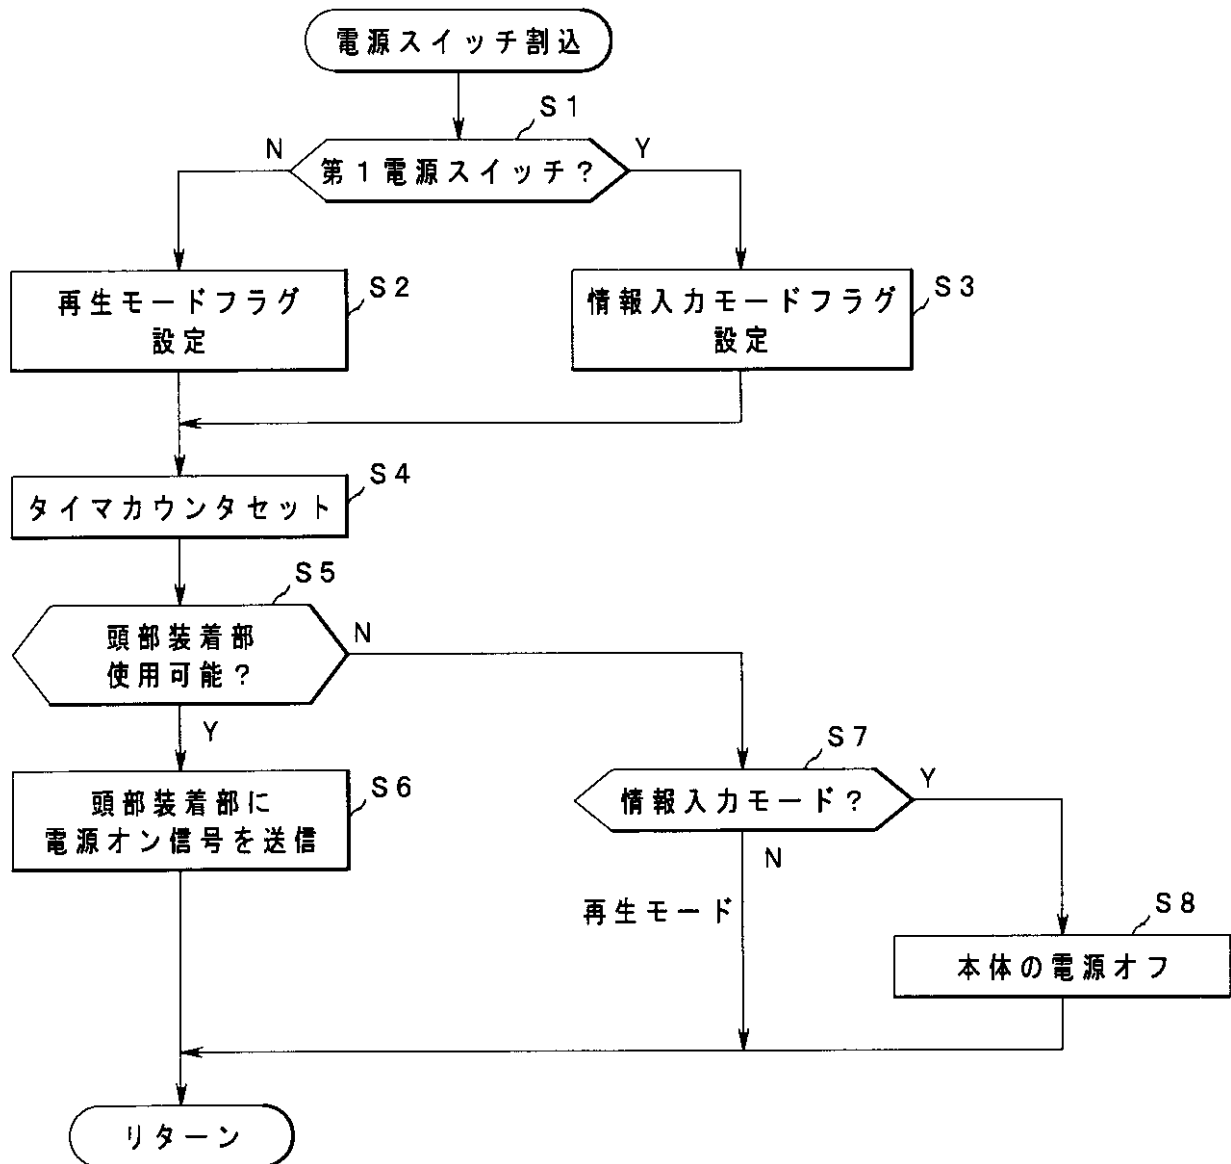 電源スイッチ割込
S1
N
第1電源スイッチ?
Y
再生モードフラグ
設定
S2
情報入力モードフラグ
設定
S3
S4
タイマカウンタセット
S5
頭部装着部
使用可能?
N
Y
S7
情報入力モード?
Y
頭部装着部に
電源オン信号を送信
S6
N
再生モード
S8
本体の電源オフ
リターン